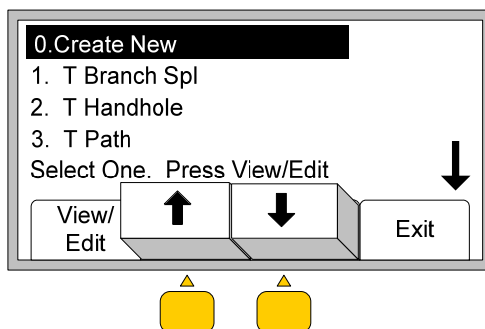 0.Create New
1. T Branch Spl
2. T Handhole
3. T Path
Select One. Press View/Edit
View/
Edit
Exit